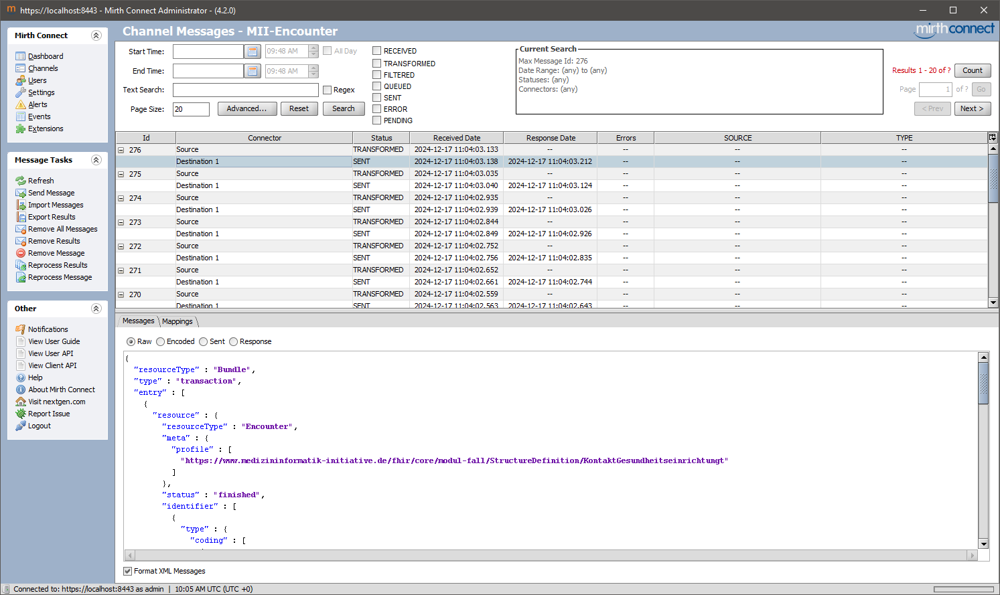 m https://localhost:8443 - Mirth Connect Administrator - (4.2.0)
Mirth Connect
Dashboard
Channels
Users
Settings
Alerts
Events
Extensions
Message Tasks
Refresh
Send Message
Import Messages
Export Results
Remove All Messages
Remove Results
Remove Message
Reprocess Results
Reprocess Message
Other
Notifications
View User Guide
View User API
View Client API
Help
About Mirth Connect
Visit nextgen.com
Report Issue
Logout
Channel Messages - MII-Encounter
mirthconnect
Start Time: 09:48 AM All Day
End Time: 09:48 AM
Text Search: Regex
Page Size: 20 Advanced... Reset Search
RECEIVED
TRANSFORMED
FILTERED
QUEUED
SENT
ERROR
PENDING
Current Search
Max Message Id: 276
Date Range: (any) to (any)
Statuses: (any)
Connectors: (any)
Results 1 - 20 of ? Count
Page 1 of ? Go
< Prev Next >
Id Connector Status Received Date Response Date Errors SOURCE TYPE
276 Source TRANSFORMED 2024-12-17 11:04:03.133 -- -- -- --
Destination 1 SENT 2024-12-17 11:04:03.138 2024-12-17 11:04:03.212 -- -- --
275 Source TRANSFORMED 2024-12-17 11:04:03.035 -- -- -- --
Destination 1 SENT 2024-12-17 11:04:03.040 2024-12-17 11:04:03.124 -- -- --
274 Source TRANSFORMED 2024-12-17 11:04:02.935 -- -- -- --
Destination 1 SENT 2024-12-17 11:04:02.939 2024-12-17 11:04:03.026 -- -- --
273 Source TRANSFORMED 2024-12-17 11:04:02.844 -- -- -- --
Destination 1 SENT 2024-12-17 11:04:02.849 2024-12-17 11:04:02.926 -- -- --
272 Source TRANSFORMED 2024-12-17 11:04:02.752 -- -- -- --
Destination 1 SENT 2024-12-17 11:04:02.756 2024-12-17 11:04:02.835 -- -- --
271 Source TRANSFORMED 2024-12-17 11:04:02.652 -- -- -- --
Destination 1 SENT 2024-12-17 11:04:02.661 2024-12-17 11:04:02.744 -- -- --
270 Source TRANSFORMED 2024-12-17 11:04:02.559 -- -- -- --
Destination 1 SENT 2024-12-17 11:04:02.563 2024-12-17 11:04:02.643 -- -- --
Messages Mappings
Raw Encoded Sent Response
{
"resourceType" : "Bundle",
"type" : "transaction",
"entry" : [
{
"resource" : {
"resourceType" : "Encounter",
"meta" : {
"profile" : [
"https://www.medizininformatik-initiative.de/fhir/core/modul-fall/StructureDefinition/KontaktGesundheitseinrichtungt"
]
},
"status" : "finished",
"identifier" : [
{
"type" : {
"coding" : [
Format XML Messages
Connected to: https://localhost:8443 as admin | 10:05 AM UTC (UTC +0)